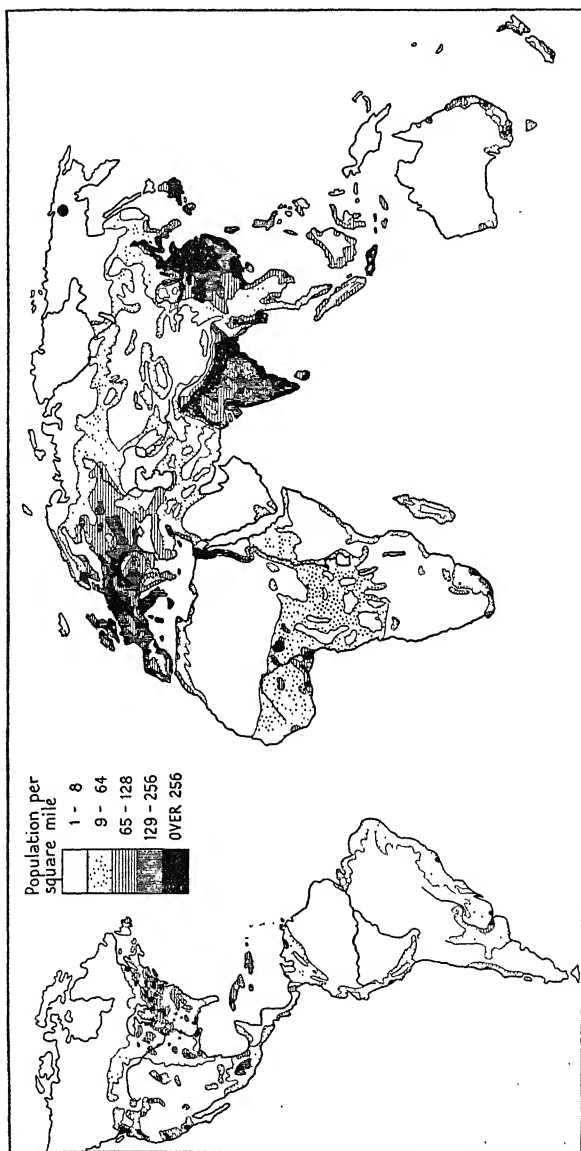 Population per
square mile
1 - 8
9 - 64
65 - 128
129 - 256
OVER 256